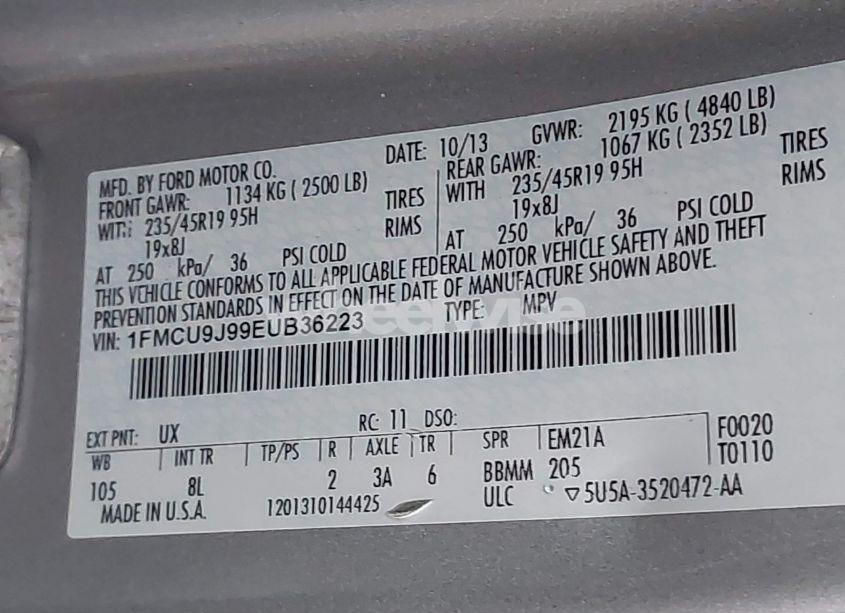 MFD. BY FORD MOTOR CO.
DATE: 10/13
GVWR: 2195 KG ( 4840 LB)
FRONT GAWR: 1134 KG ( 2500 LB)
REAR GAWR: 1067 KG ( 2352 LB)
WITH 235/45R19 95H TIRES
WITH 235/45R19 95H TIRES
19x8J RIMS
19x8J RIMS
AT 250 kPa/ 36 PSI COLD
AT 250 kPa/ 36 PSI COLD
THIS VEHICLE CONFORMS TO ALL APPLICABLE FEDERAL MOTOR VEHICLE SAFETY AND THEFT
PREVENTION STANDARDS IN EFFECT ON THE DATE OF MANUFACTURE SHOWN ABOVE.
VIN: 1FMCU9J99EUB36223
TYPE: MPV
EXT PNT: UX RC: 11 DSO:
WB INT TR TP/PS R AXLE TR SPR EM21A F0020
105 8L 2 3A 6 BBMM 205 T0110
MADE IN U.S.A. 1201310144425 ULC 5U5A-3520472-AA